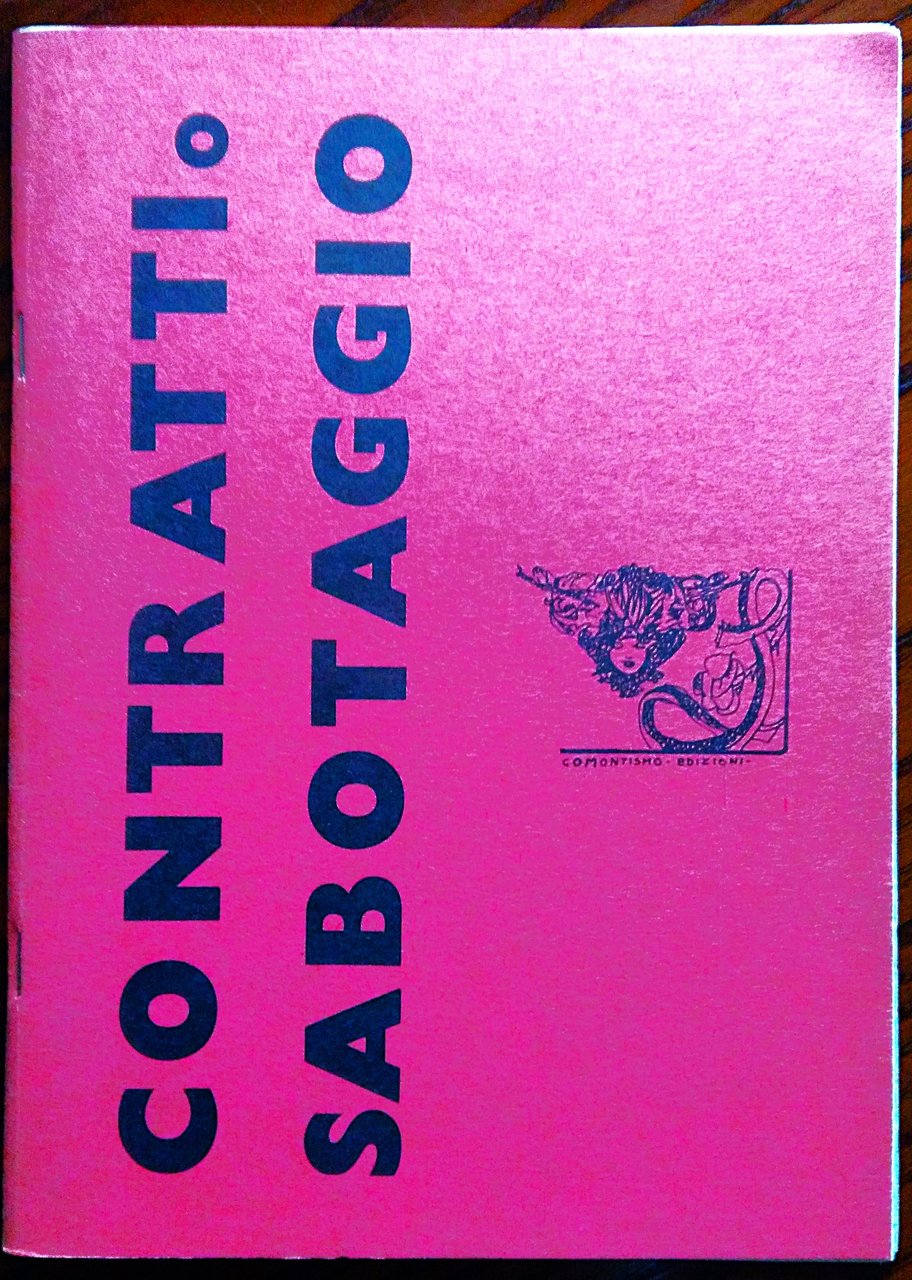 CONTRATTI o
SABOTAGGIO
COMONTISMO - EDIZIONI -